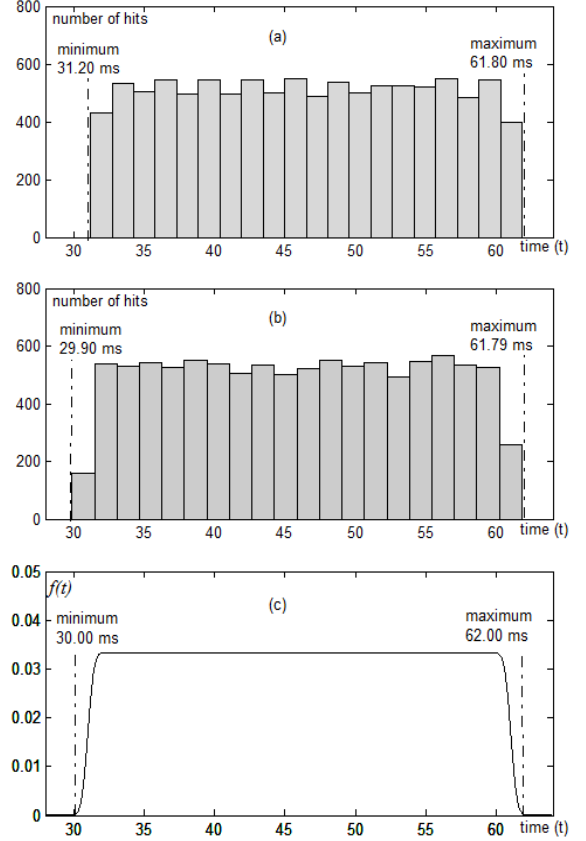 number of hits
(a)
minimum
31.20 ms
maximum
61.80 ms
800
600
400
200
0
30 35 40 45 50 55 60 time (t)
number of hits
(b)
minimum
29.90 ms
maximum
61.79 ms
800
600
400
200
0
30 35 40 45 50 55 60 time (t)
f(t)
(c)
minimum
30.00 ms
maximum
62.00 ms
0.05
0.04
0.03
0.02
0.01
0
30 35 40 45 50 55 60 time (t)